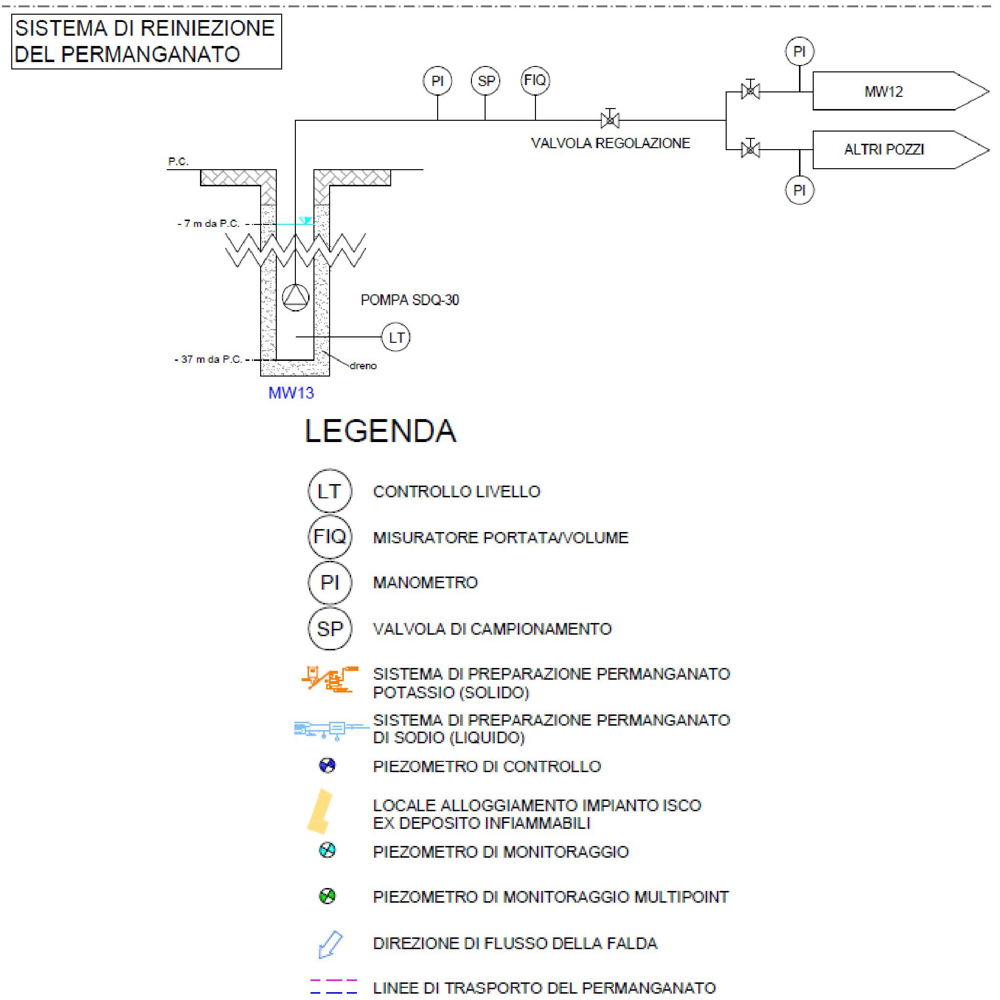 SISTEMA DI REINIEZIONE
DEL PERMANGANATO
PI
SP
FIQ
PI
MW12
VALVOLA REGOLAZIONE
ALTRI POZZI
PI
P.C.
- 7 m da P.C.
POMPA SDQ-30
LT
- 37 m da P.C.
dreno
MW13
LEGENDA
LT CONTROLLO LIVELLO
FIQ MISURATORE PORTATA/VOLUME
PI MANOMETRO
SP VALVOLA DI CAMPIONAMENTO
SISTEMA DI PREPARAZIONE PERMANGANATO
POTASSIO (SOLIDO)
SISTEMA DI PREPARAZIONE PERMANGANATO
DI SODIO (LIQUIDO)
PIEZOMETRO DI CONTROLLO
LOCALE ALLOGGIAMENTO IMPIANTO ISCO
EX DEPOSITO INFIAMMABILI
PIEZOMETRO DI MONITORAGGIO
PIEZOMETRO DI MONITORAGGIO MULTIPOINT
DIREZIONE DI FLUSSO DELLA FALDA
LINEE DI TRASPORTO DEL PERMANGANATO